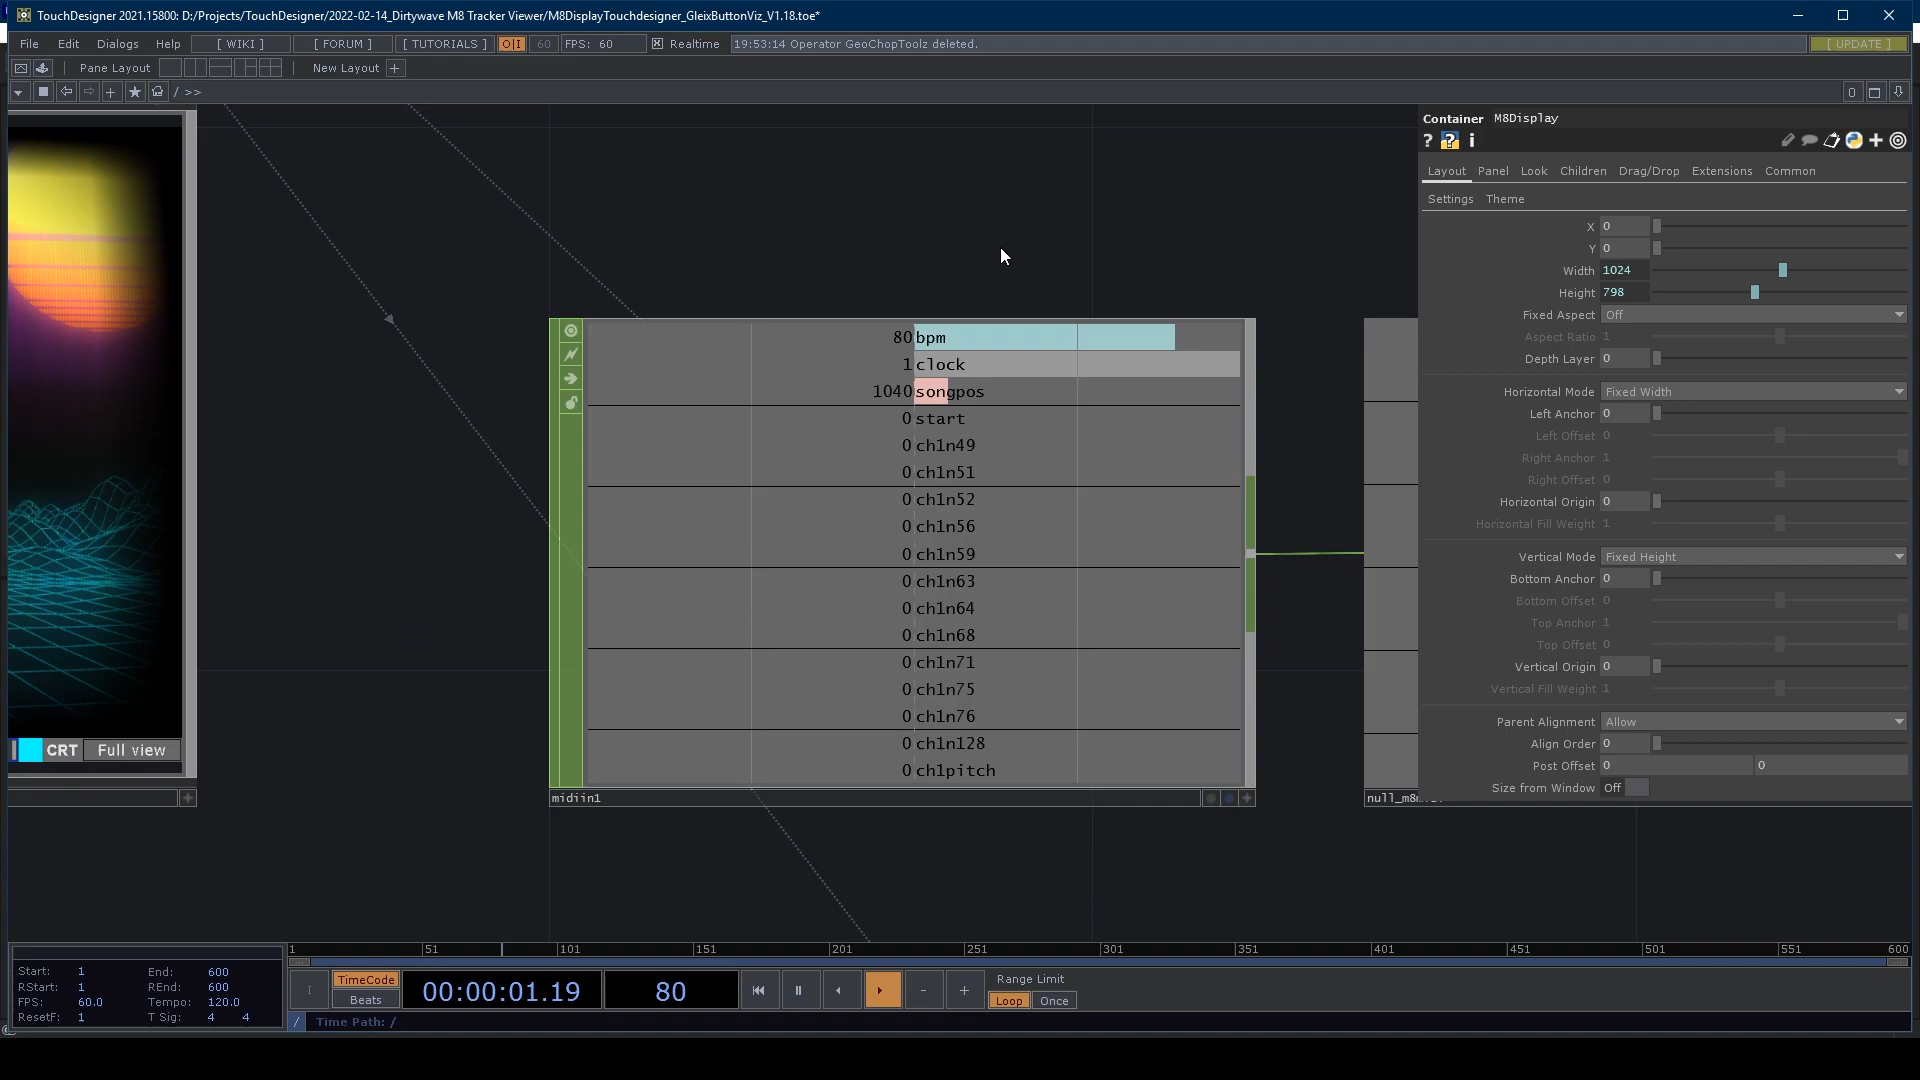 TouchDesigner 2021.15800: D:/Projects/TouchDesigner/2022-02-14_Dirtywave M8 Tracker Viewer/M8DisplayTouchdesigner_GleixButtonViz_V1.18.toe*
File Edit Dialogs Help [ WIKI ] [ FORUM ] [ TUTORIALS ] O|I 60 FPS: 60 Realtime 19:53:14 Operator GeoChopToolz deleted. [ UPDATE ]
Pane Layout New Layout +
/ >> 0
Container M8Display
? ? i
Layout Panel Look Children Drag/Drop Extensions Common
Settings Theme
X 0
Y 0
Width 1024
Height 798
Fixed Aspect Off
Aspect Ratio 1
Depth Layer 0
Horizontal Mode Fixed Width
Left Anchor 0
Left Offset 0
Right Anchor 1
Right Offset 0
Horizontal Origin 0
Horizontal Fill Weight 1
Vertical Mode Fixed Height
Bottom Anchor 0
Bottom Offset 0
Top Anchor 1
Top Offset 0
Vertical Origin 0
Vertical Fill Weight 1
Parent Alignment Allow
Align Order 0
Post Offset 0 0
Size from Window Off
80 bpm
1 clock
1040 songpos
0 start
0 ch1n49
0 ch1n51
0 ch1n52
0 ch1n56
0 ch1n59
0 ch1n63
0 ch1n64
0 ch1n68
0 ch1n71
0 ch1n75
0 ch1n76
0 ch1n128
0 ch1pitch
midiin1
CRT Full view
1 51 101 151 201 251 301 351 401 451 501 551 600
Start: 1 End: 600
RStart: 1 REnd: 600
FPS: 60.0 Tempo: 120.0
ResetF: 1 T Sig: 4 4
TimeCode
Beats
00:00:01.19
80
- +
Range Limit
Loop Once
/ Time Path: /